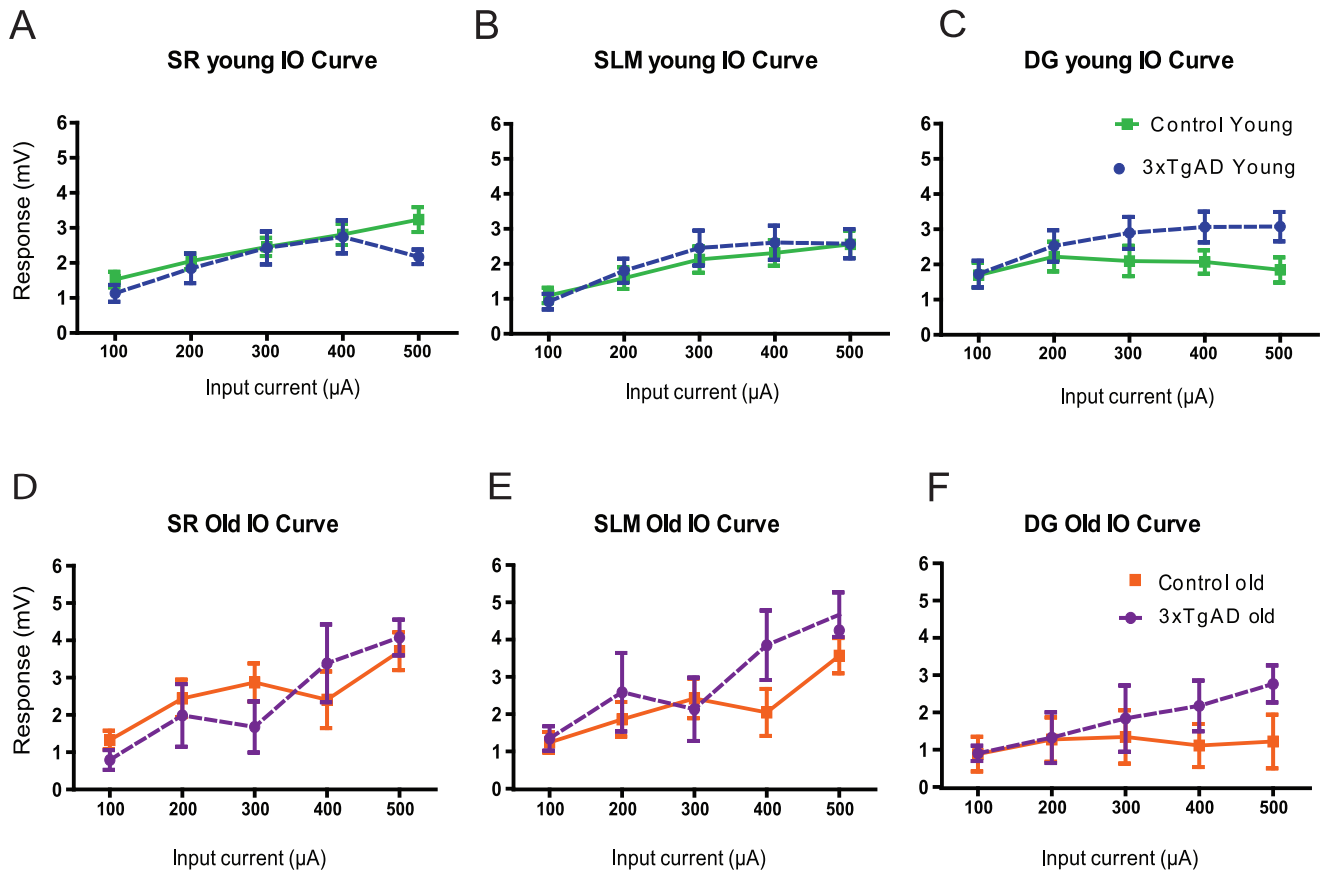 A
B
C
SR young IO Curve
SLM young IO Curve
DG young IO Curve
Response (mV)
6
5
4
3
2
1
0
100 200 300 400 500
Input current (µA)
6
5
4
3
2
1
0
100 200 300 400 500
Input current (µA)
6
5
4
3
2
1
0
Control Young
3xTgAD Young
100 200 300 400 500
Input current (µA)
D
E
F
SR Old IO Curve
SLM Old IO Curve
DG Old IO Curve
Response (mV)
6
5
4
3
2
1
0
100 200 300 400 500
Input current (µA)
6
5
4
3
2
1
0
100 200 300 400 500
Input current (µA)
6
5
4
3
2
1
0
Control old
3xTgAD old
100 200 300 400 500
Input current (µA)